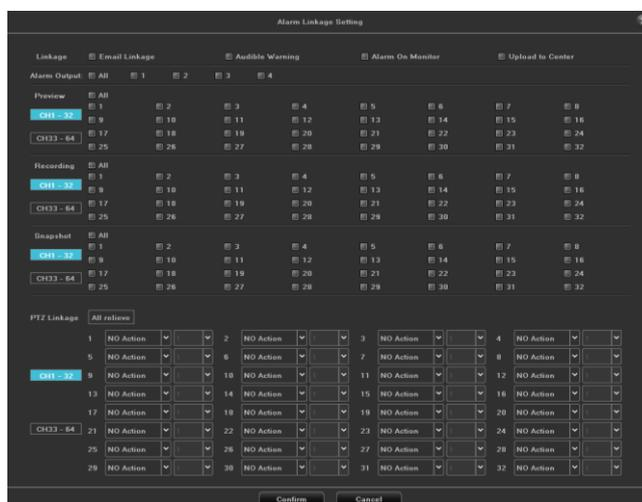 Alarm Linkage Setting
Linkage Email Linkage Audible Warning Alarm On Monitor Upload to Center
Alarm Output: All 1 2 3 4
Preview All
1 2 3 4 5 6 7 8
CH1 - 32
9 10 11 12 13 14 15 16
17 18 19 20 21 22 23 24
CH33 - 64
25 26 27 28 29 30 31 32
Recording All
1 2 3 4 5 6 7 8
CH1 - 32
9 10 11 12 13 14 15 16
17 18 19 20 21 22 23 24
CH33 - 64
25 26 27 28 29 30 31 32
Snapshot All
1 2 3 4 5 6 7 8
CH1 - 32
9 10 11 12 13 14 15 16
17 18 19 20 21 22 23 24
CH33 - 64
25 26 27 28 29 30 31 32
PTZ Linkage All relieve
1 NO Action 2 NO Action 3 NO Action 4 NO Action
5 NO Action 6 NO Action 7 NO Action 8 NO Action
CH1 - 32 9 NO Action 10 NO Action 11 NO Action 12 NO Action
13 NO Action 14 NO Action 15 NO Action 16 NO Action
17 NO Action 18 NO Action 19 NO Action 20 NO Action
CH33 - 64 21 NO Action 22 NO Action 23 NO Action 24 NO Action
25 NO Action 26 NO Action 27 NO Action 28 NO Action
29 NO Action 30 NO Action 31 NO Action 32 NO Action
Confirm Cancel